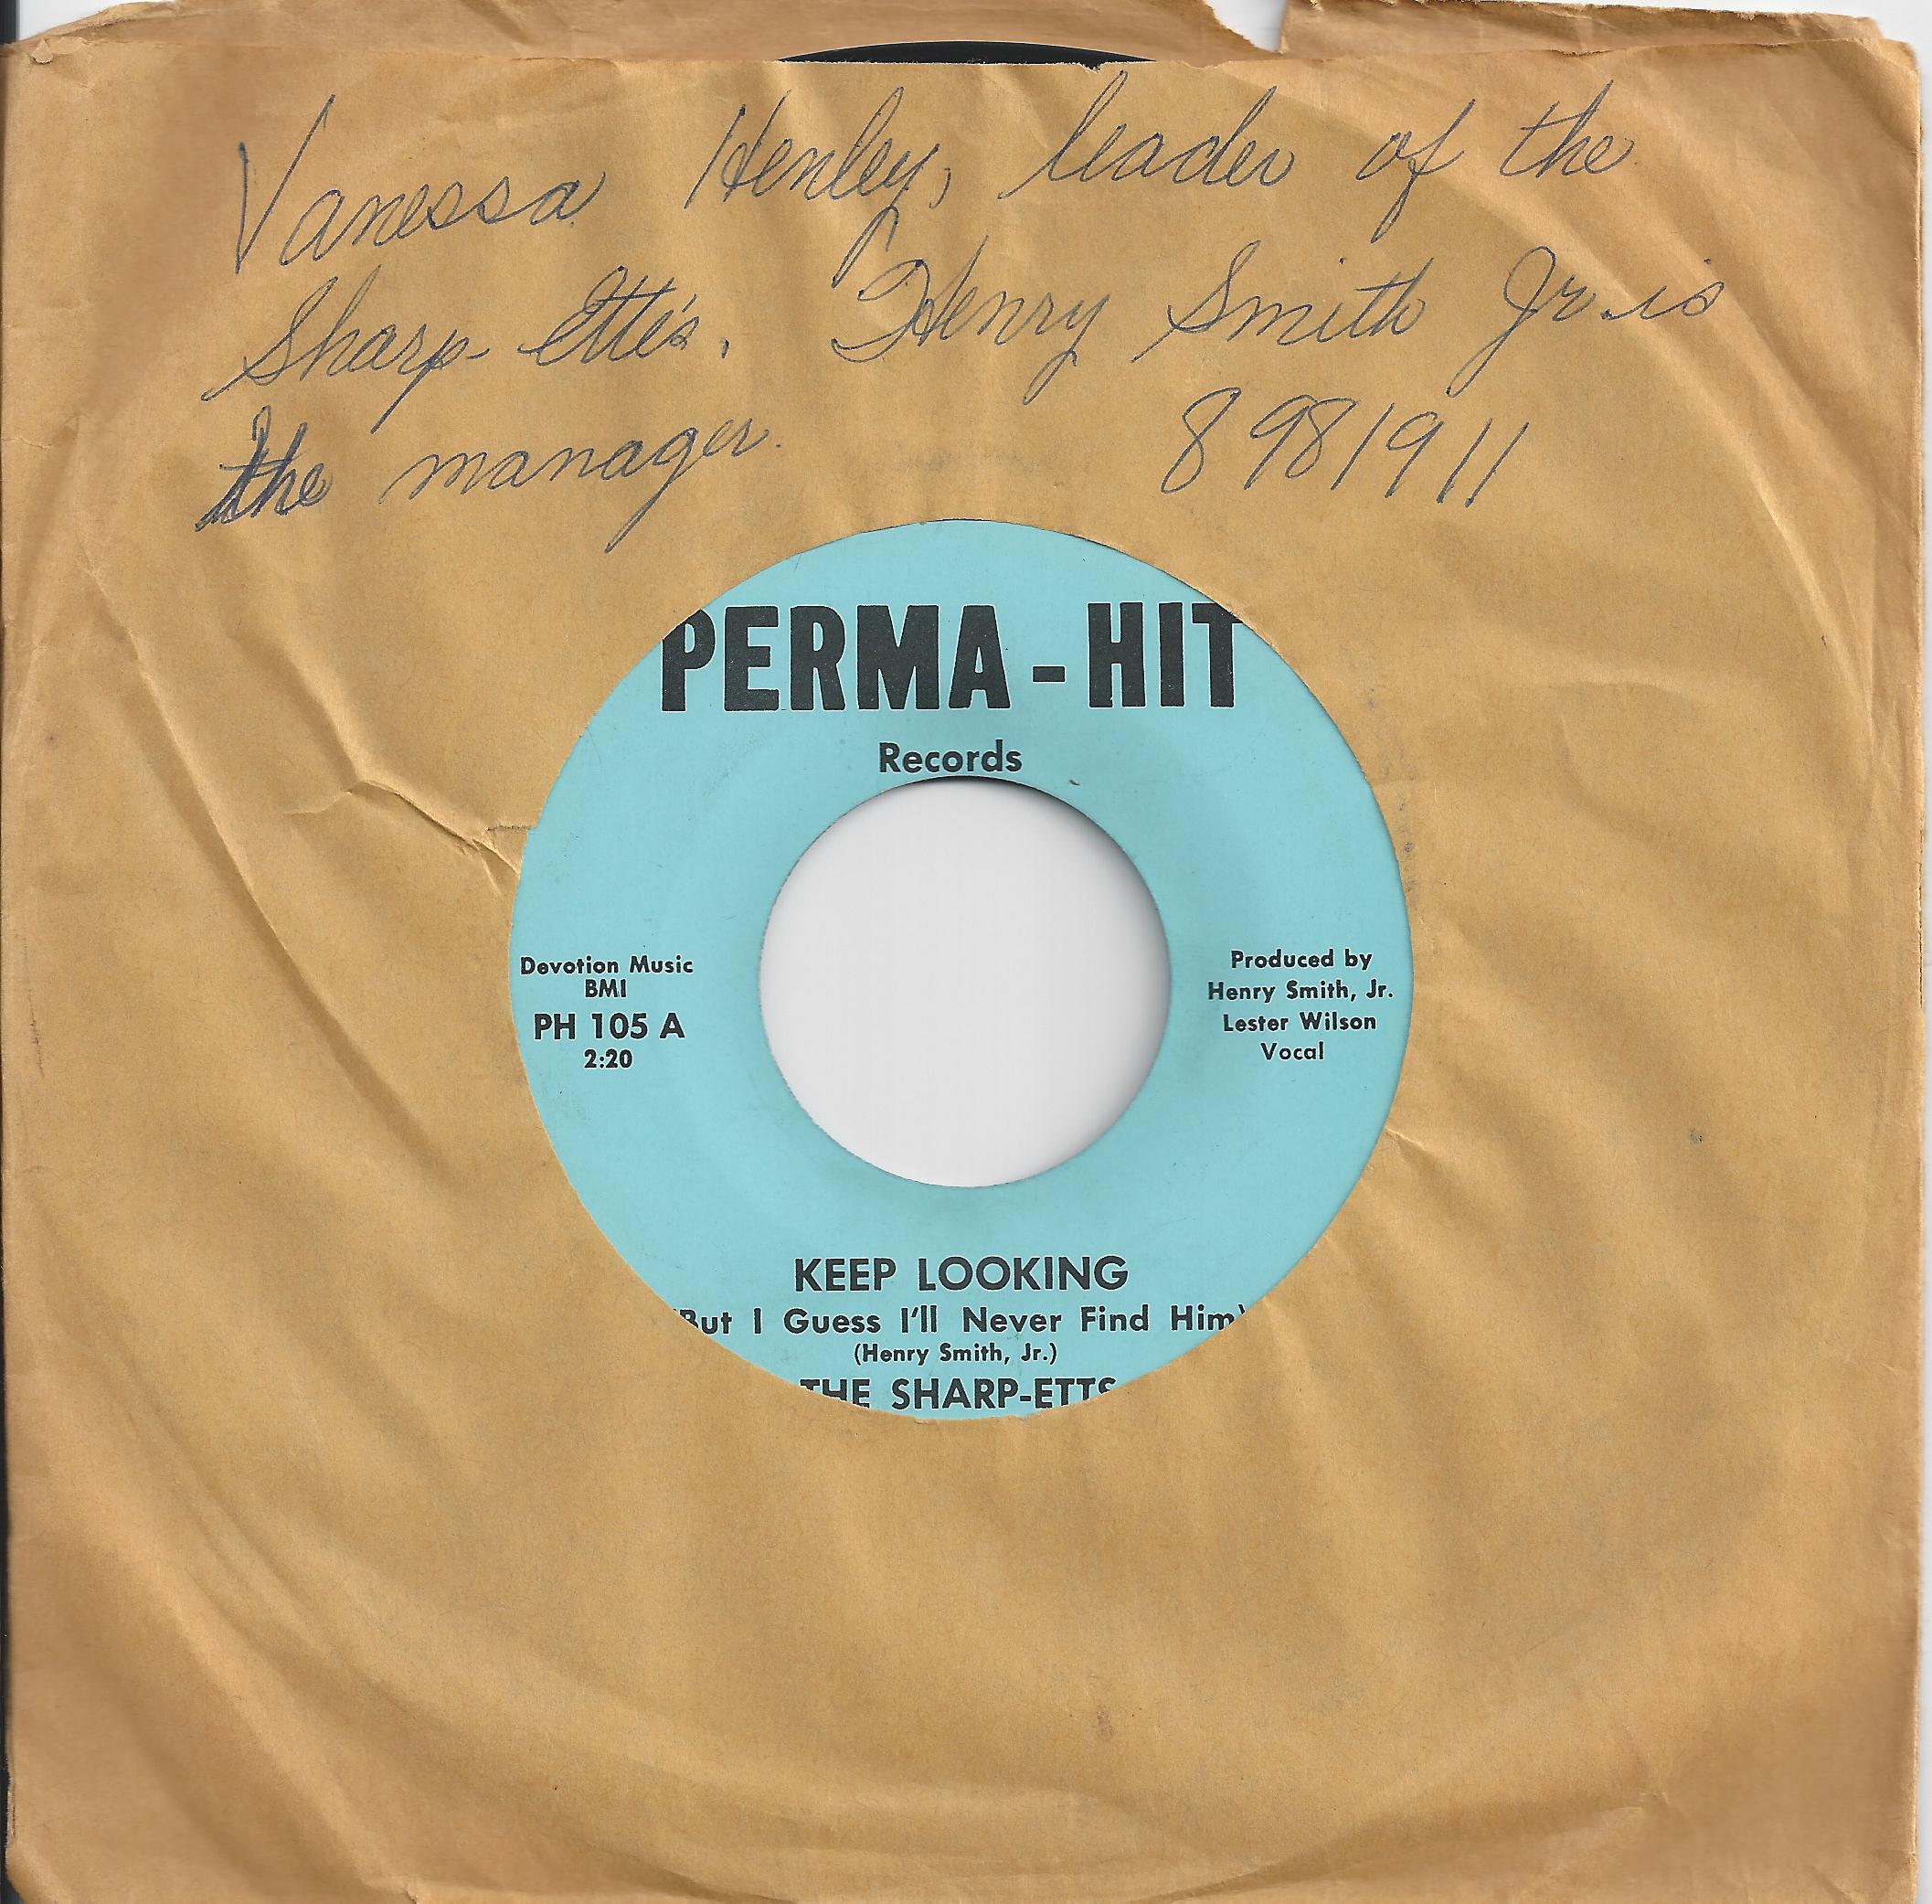 Vanessa Henley, leader of the
Sharp-Ette's. Henry Smith Jr. is
the manager. 8981911
PERMA - HIT
Records
Devotion Music
BMI
PH 105 A
2:20
Produced by
Henry Smith, Jr.
Lester Wilson
Vocal
KEEP LOOKING
(But I Guess I'll Never Find Him)
(Henry Smith, Jr.)
THE SHARP-ETTS